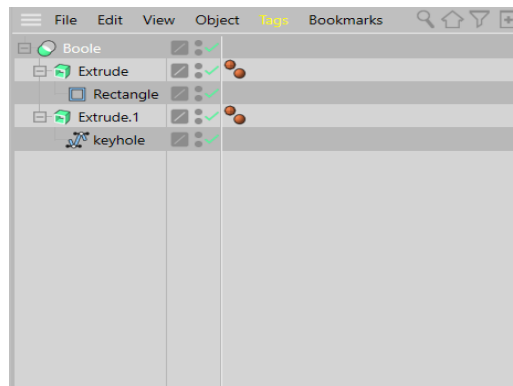 File Edit View Object Tags Bookmarks
Boole
Extrude
Rectangle
Extrude.1
keyhole